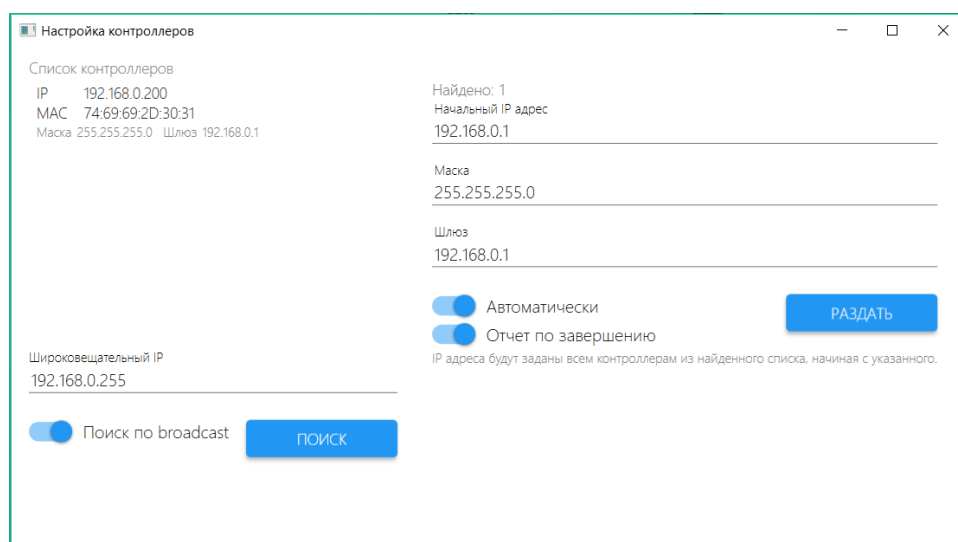 Настройка контроллеров
Список контроллеров
IP 192.168.0.200
MAC 74:69:69:2D:30:31
Маска 255.255.255.0 Шлюз 192.168.0.1
Широковещательный IP
192.168.0.255
Поиск по broadcast
ПОИСК
Найдено: 1
Начальный IP адрес
192.168.0.1
Маска
255.255.255.0
Шлюз
192.168.0.1
Автоматически
Отчет по завершению
РАЗДАТЬ
IP адреса будут заданы всем контроллерам из найденного списка, начиная с указанного.